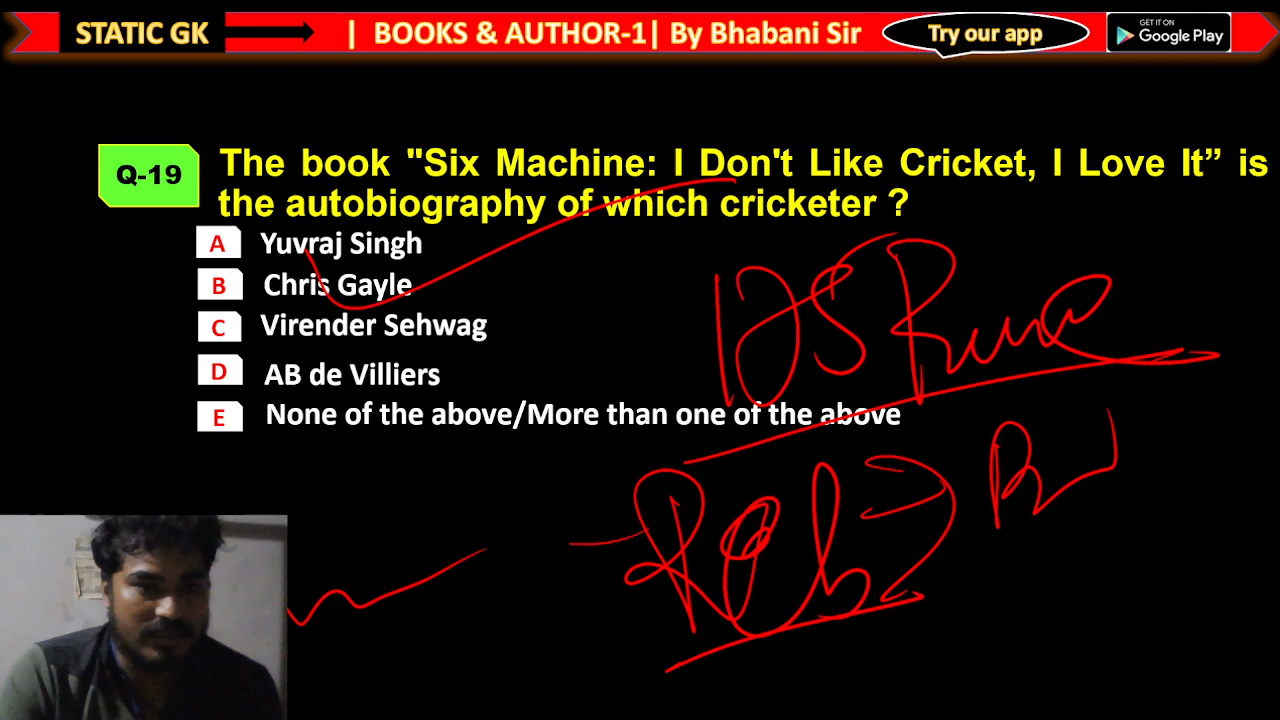 STATIC GK | BOOKS & AUTHOR-1| By Bhabani Sir Try our app GET IT ON Google Play
Q-19 The book "Six Machine: I Don't Like Cricket, I Love It” is
the autobiography of which cricketer ?
A Yuvraj Singh
B Chris Gayle
C Virender Sehwag
D AB de Villiers
E None of the above/More than one of the above